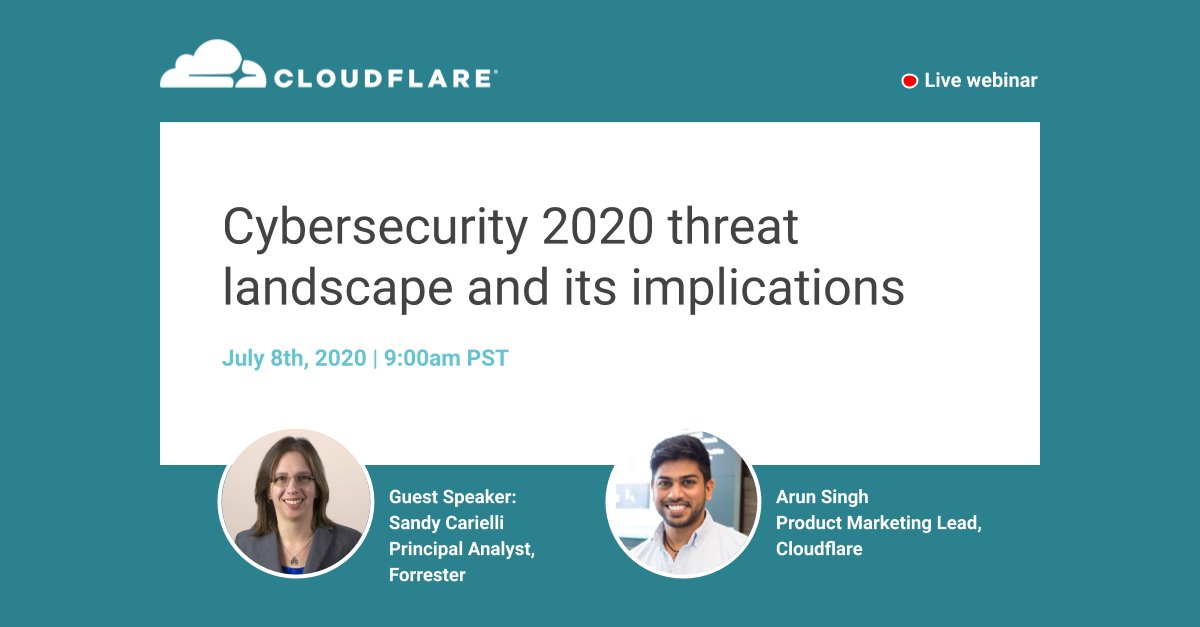 CLOUDFLARE®
Live webinar
Cybersecurity 2020 threat
landscape and its implications
July 8th, 2020 | 9:00am PST
Guest Speaker:
Sandy Carielli
Principal Analyst,
Forrester
Arun Singh
Product Marketing Lead,
Cloudflare